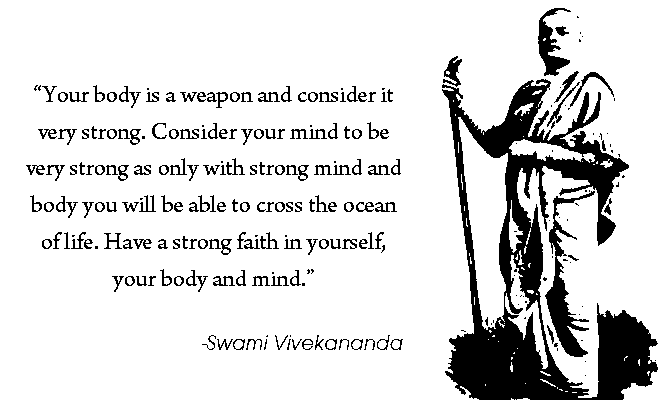 “Your body is a weapon and consider it
very strong. Consider your mind to be
very strong as only with strong mind and
body you will be able to cross the ocean
of life. Have a strong faith in yourself,
your body and mind.”
-Swami Vivekananda